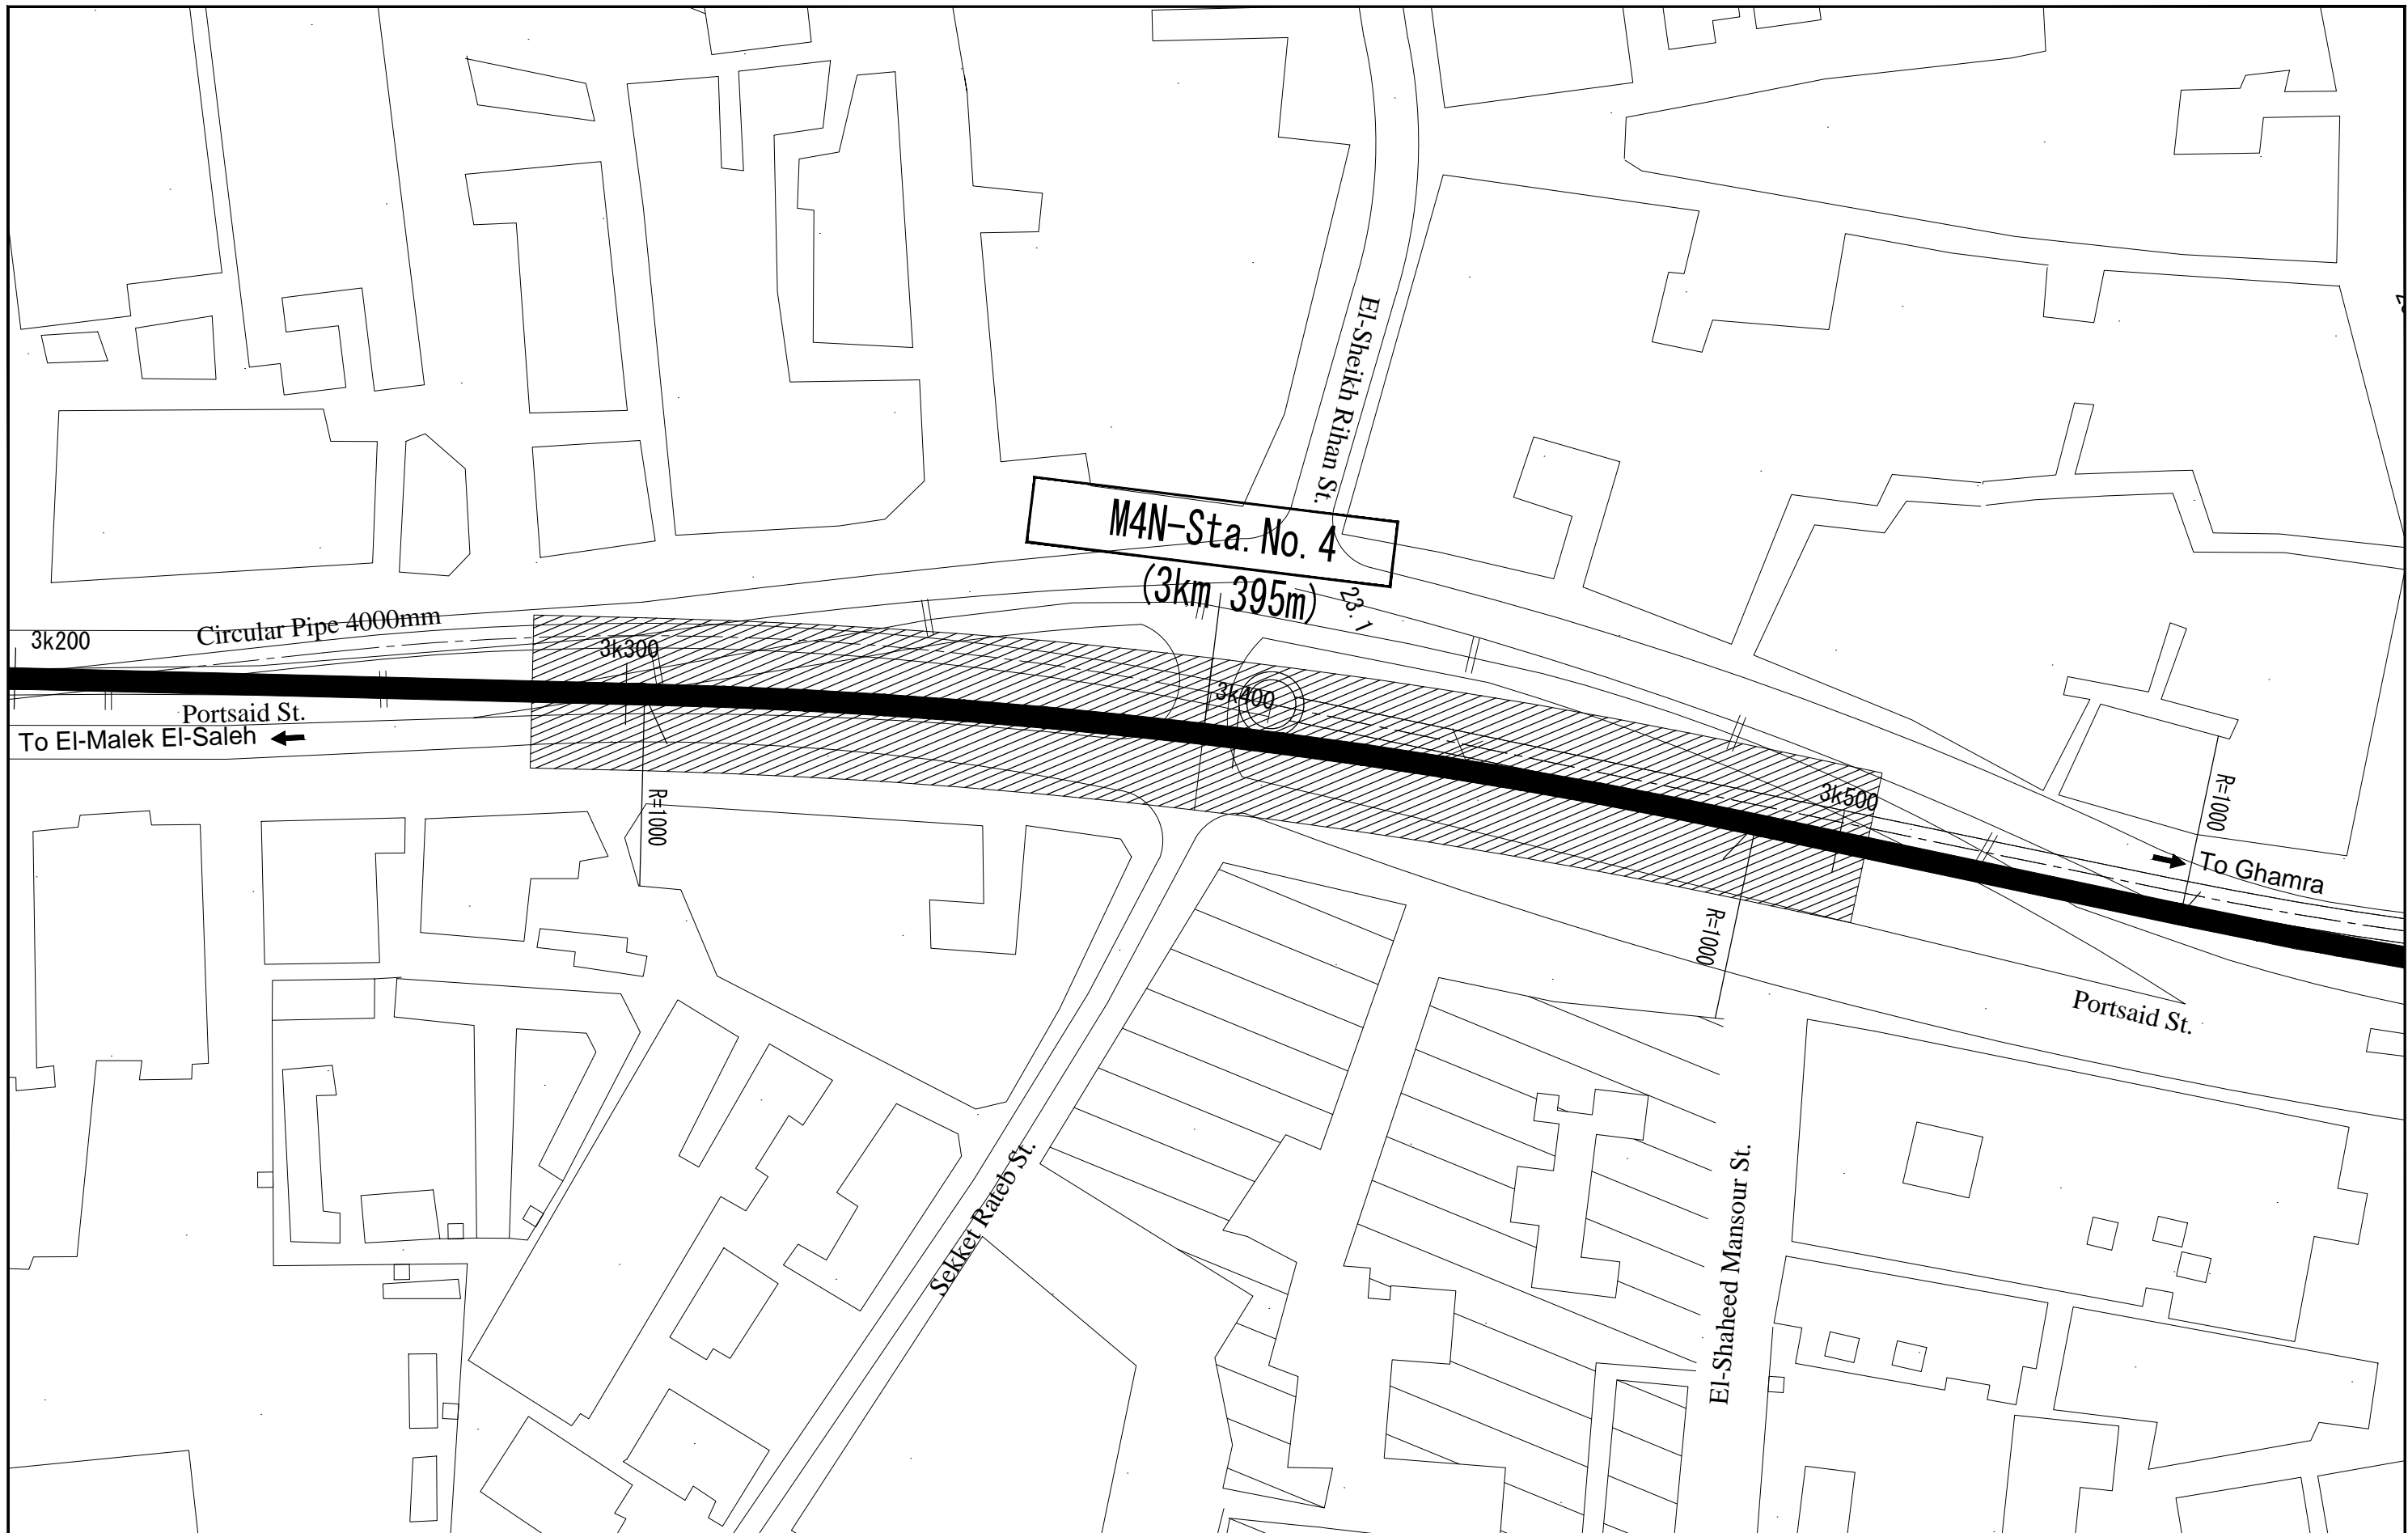 El-Sheikh Rihan St.
M4N-Sta. No. 4
(3km 395m)
23.1
Circular Pipe 4000mm
3k200
3k300
3k400
Portsaid St.
To El-Malek El-Saleh
3k500
R=1000
R=1000
R=1000
To Ghamra
Portsaid St.
Sekket Rateb St.
El-Shaheed Mansour St.